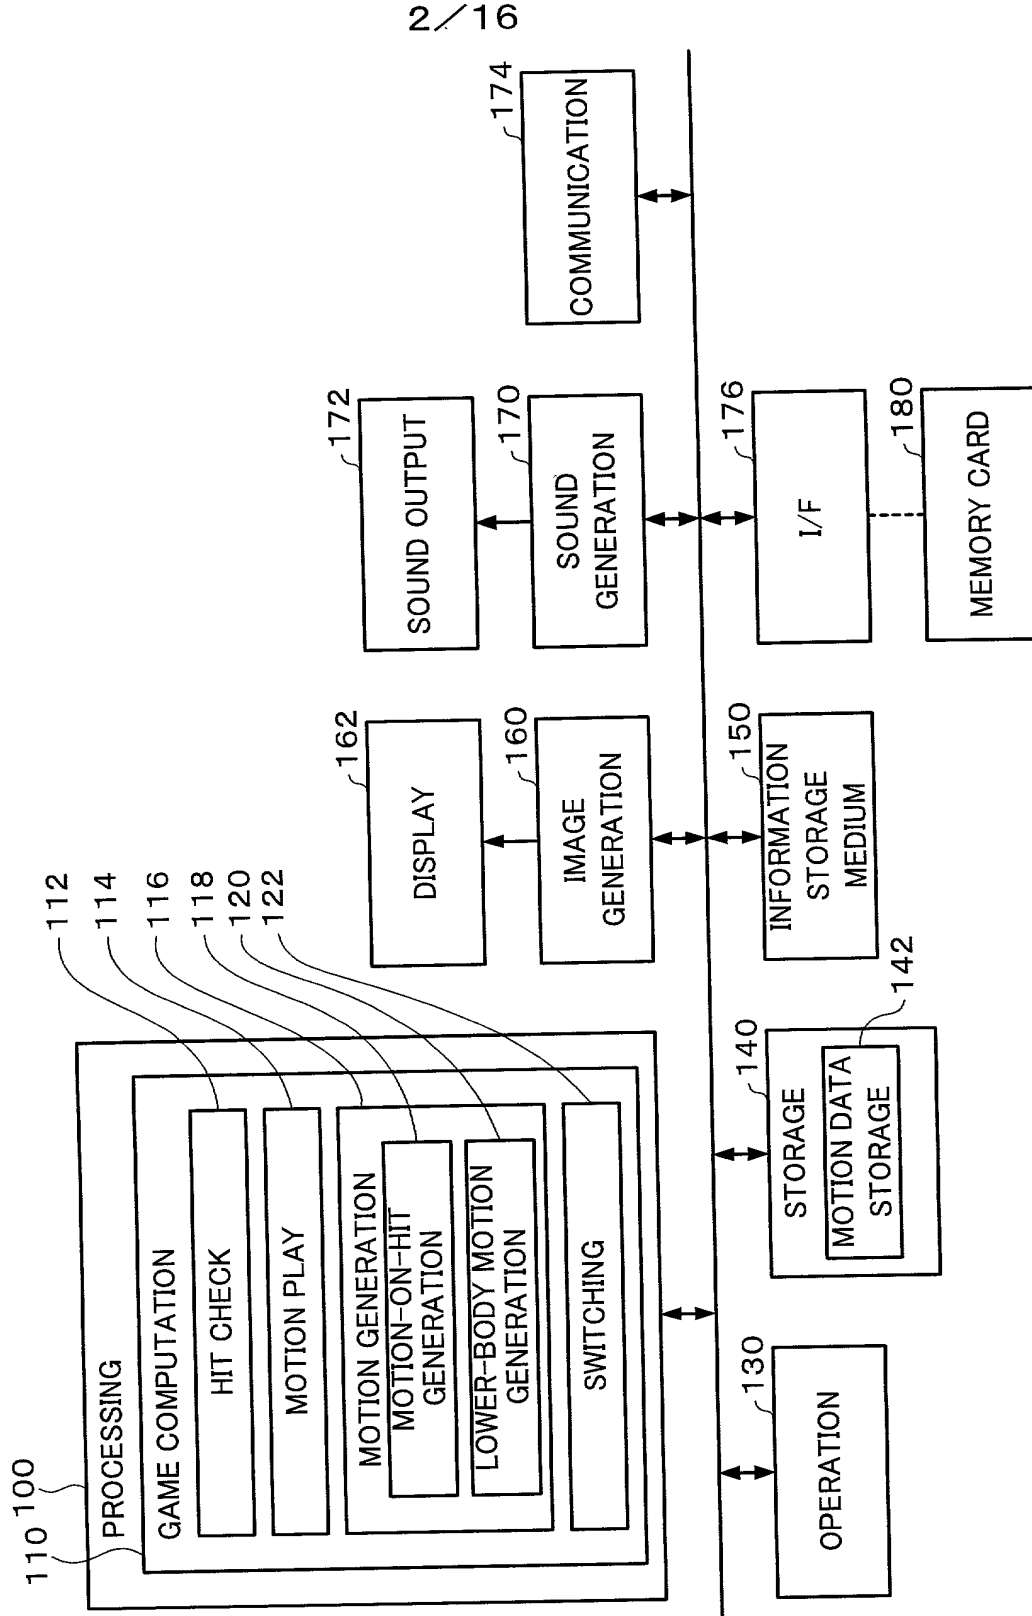 2/16
110
100
PROCESSING
GAME COMPUTATION
HIT CHECK
MOTION PLAY
MOTION GENERATION
MOTION-ON-HIT
GENERATION
LOWER-BODY MOTION
GENERATION
SWITCHING
112
114
116
118
120
122
162
DISPLAY
160
IMAGE
GENERATION
172
SOUND OUTPUT
170
SOUND
GENERATION
174
COMMUNICATION
130
OPERATION
140
STORAGE
MOTION DATA
STORAGE
142
150
INFORMATION
STORAGE
MEDIUM
176
I/F
180
MEMORY CARD